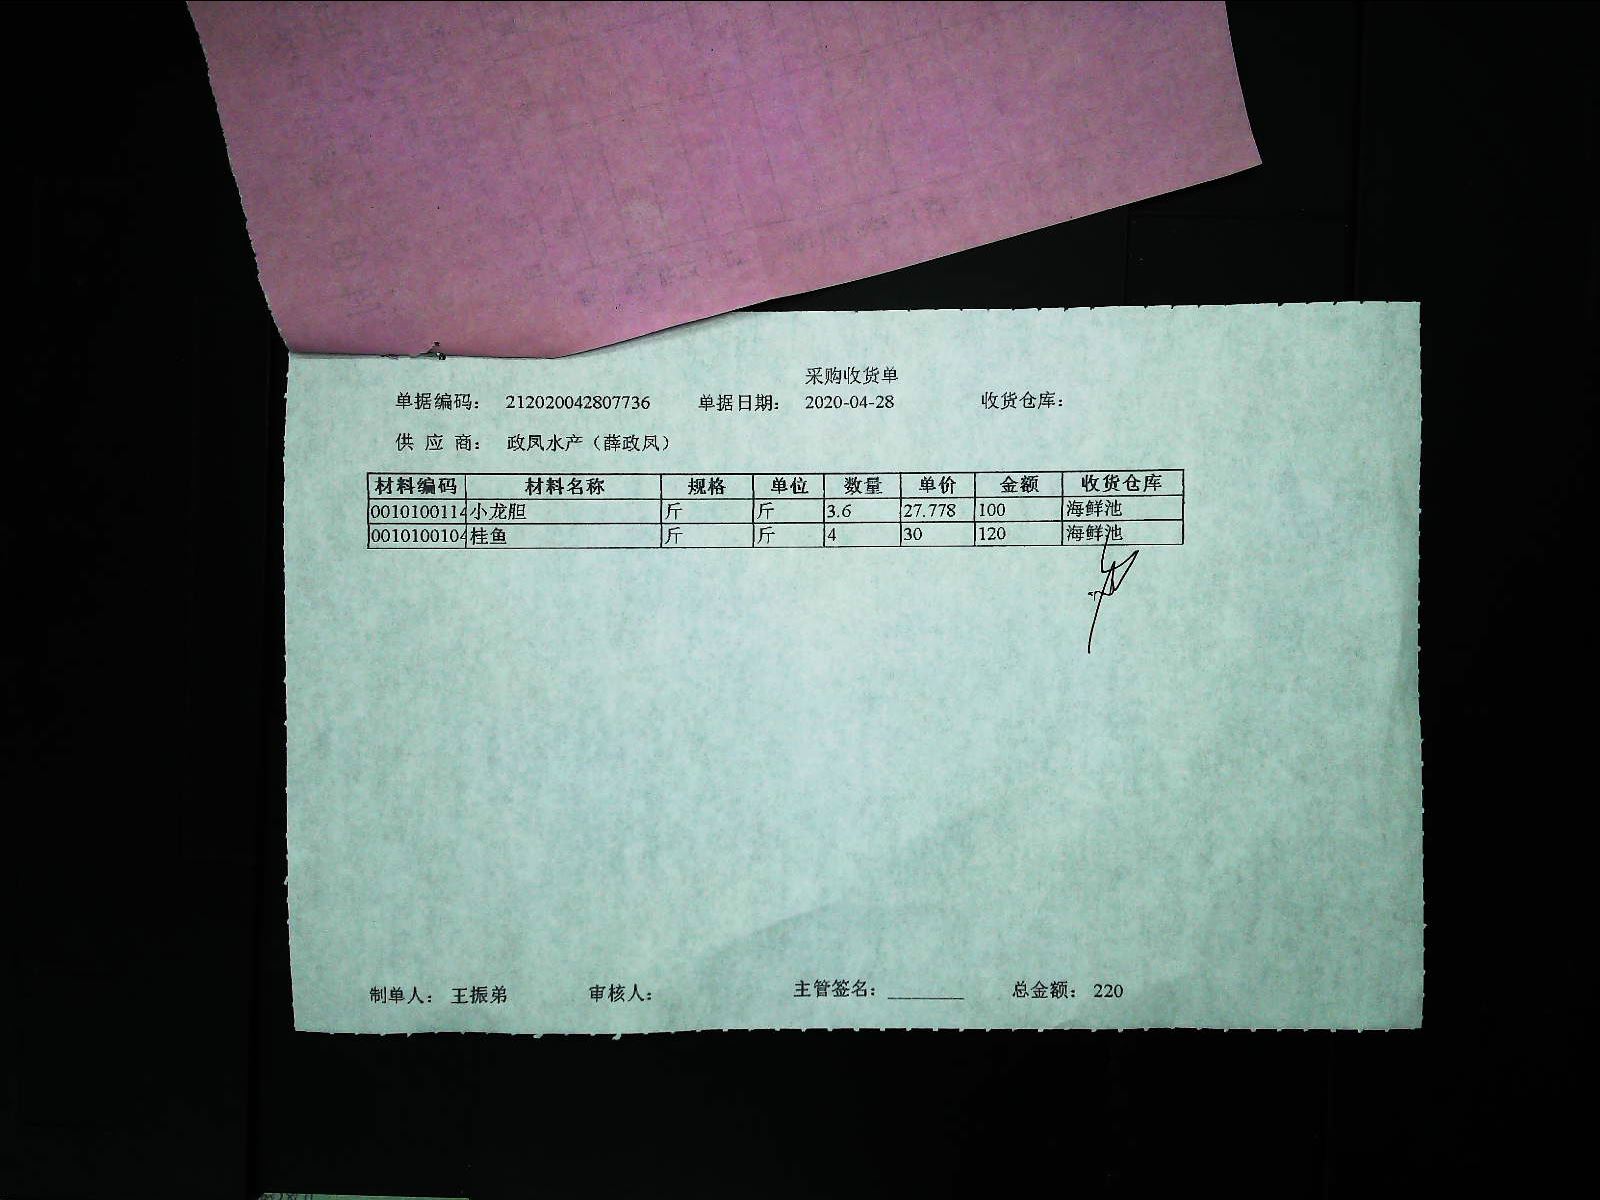 采购收货单
单据编码： 212020042807736 单据日期： 2020-04-28 收货仓库：
供 应 商： 政凤水产（薛政凤）
材料编码 材料名称 规格 单位 数量 单价 金额 收货仓库
0010100114 小龙胆 斤 斤 3.6 27.778 100 海鲜池
0010100104 桂鱼 斤 斤 4 30 120 海鲜池
制单人： 王振弟 审核人： 主管签名：________ 总金额： 220